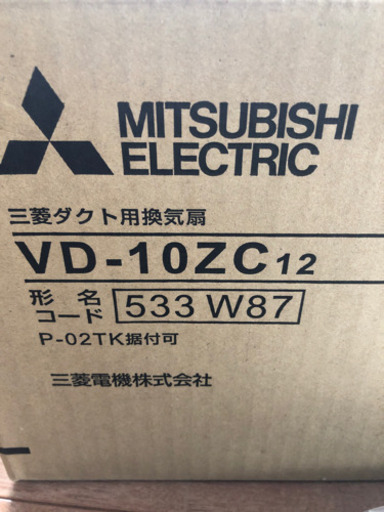 MITSUBISHI
ELECTRIC
三菱ダクト用換気扇
VD-10ZC12
形名
コード 533 W87
P-02TK据付可
三菱電機株式会社